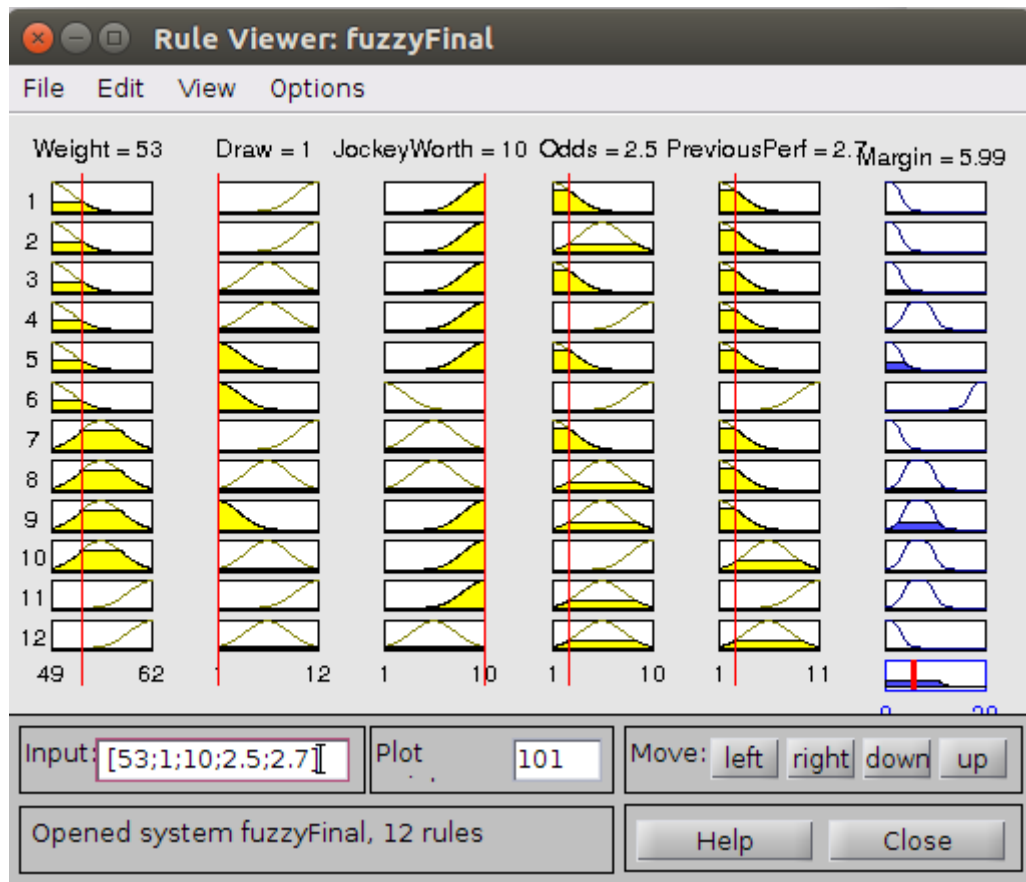 Rule Viewer: fuzzyFinal
File Edit View Options
Weight = 53 Draw = 1 JockeyWorth = 10 Odds = 2.5 PreviousPerf = 2.7 Margin = 5.99
1
2
3
4
5
6
7
8
9
10
11
12
49 62 1 12 1 10 1 10 1 11
Input: [53;1;10;2.5;2.7] Plot 101 Move: left right down up
Opened system fuzzyFinal, 12 rules Help Close